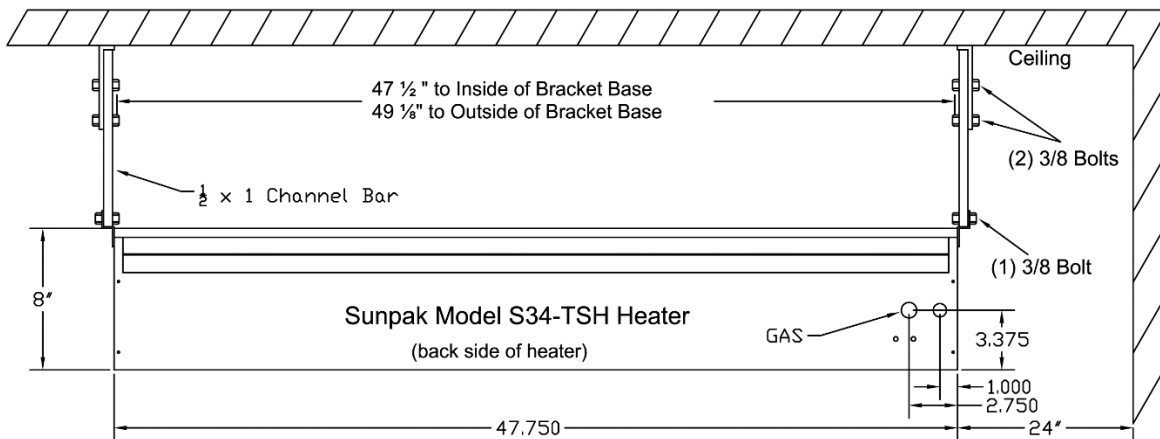 Ceiling
47 ½ " to Inside of Bracket Base
49 ⅛" to Outside of Bracket Base
(2) 3/8 Bolts
½ x 1 Channel Bar
(1) 3/8 Bolt
8"
Sunpak Model S34-TSH Heater
GAS
(back side of heater)
3.375
1.000
2.750
47.750
24"